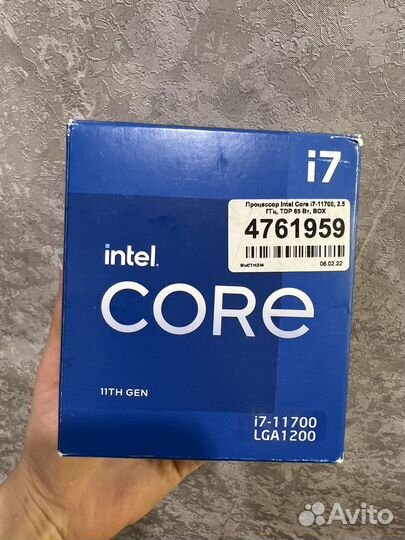 i7
Процессор Intel Core i7-11700, 2.5
ГГц, TDP 65 Вт, BOX
4761959
08.02.22
intel.
CORE
11TH GEN
i7-11700
LGA1200
Avito